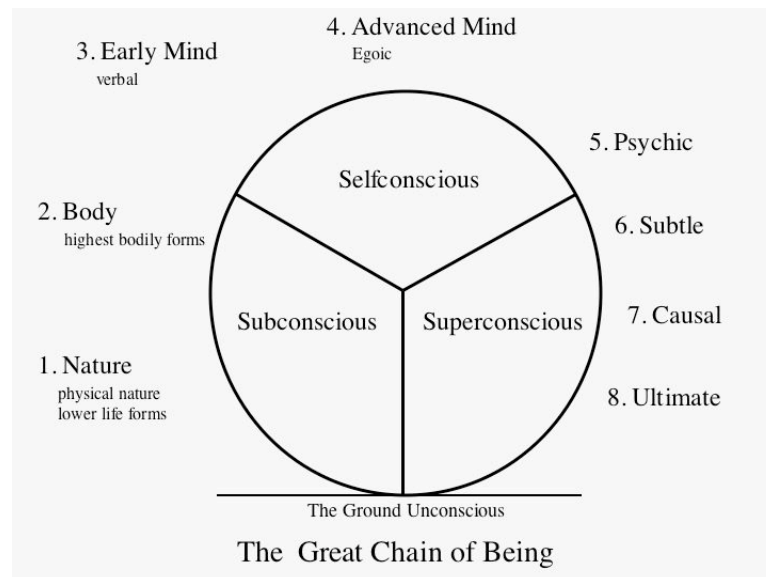 4. Advanced Mind
Egoic
3. Early Mind
verbal
5. Psychic
Selfconscious
2. Body
highest bodily forms
6. Subtle
Subconscious
Superconscious
7. Causal
1. Nature
physical nature
lower life forms
8. Ultimate
The Ground Unconscious
The Great Chain of Being